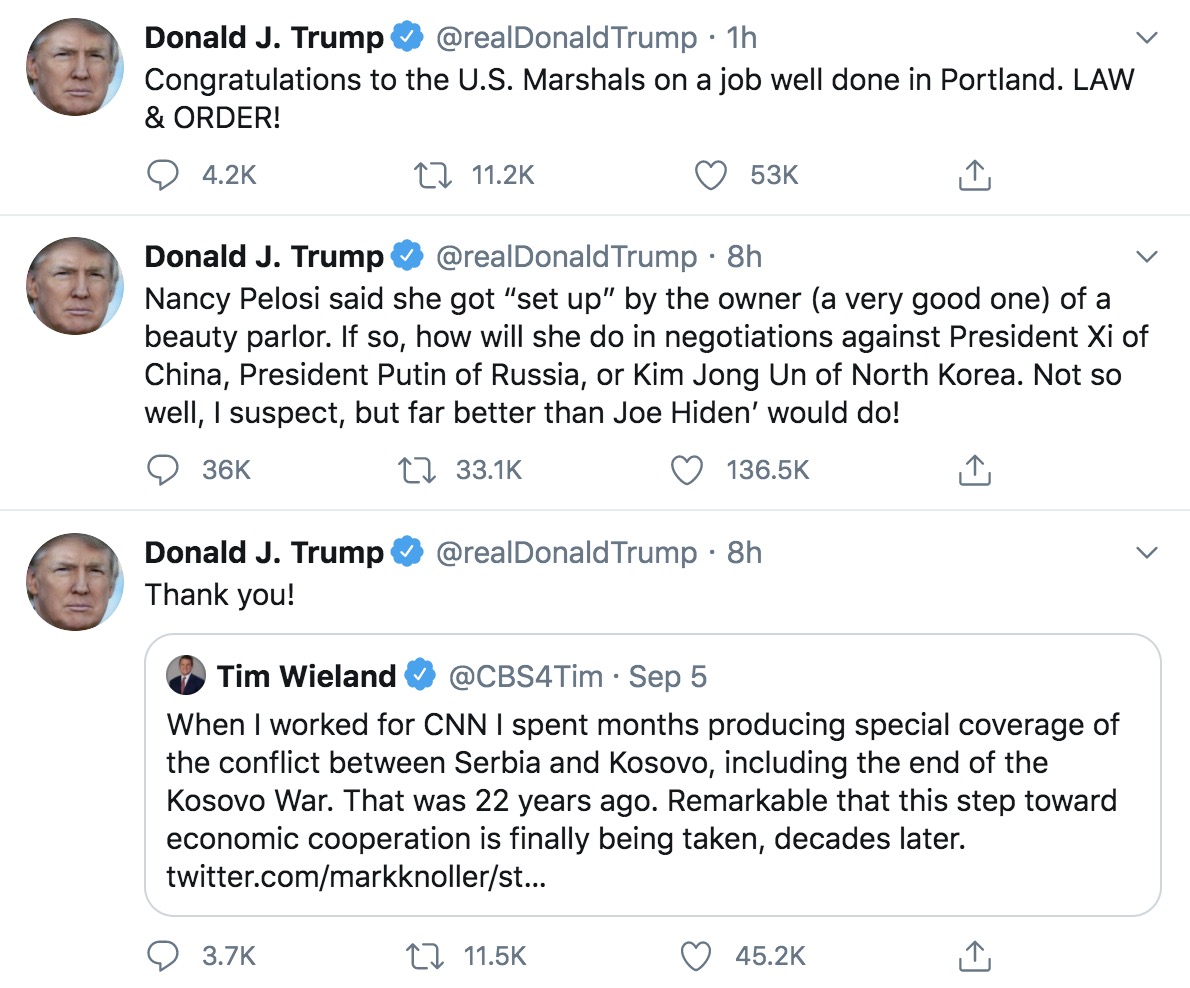 Donald J. Trump @realDonaldTrump · 1h
Congratulations to the U.S. Marshals on a job well done in Portland. LAW
& ORDER!
4.2K 11.2K 53K
Donald J. Trump @realDonaldTrump · 8h
Nancy Pelosi said she got “set up” by the owner (a very good one) of a
beauty parlor. If so, how will she do in negotiations against President Xi of
China, President Putin of Russia, or Kim Jong Un of North Korea. Not so
well, I suspect, but far better than Joe Hiden’ would do!
36K 33.1K 136.5K
Donald J. Trump @realDonaldTrump · 8h
Thank you!
Tim Wieland @CBS4Tim · Sep 5
When I worked for CNN I spent months producing special coverage of
the conflict between Serbia and Kosovo, including the end of the
Kosovo War. That was 22 years ago. Remarkable that this step toward
economic cooperation is finally being taken, decades later.
twitter.com/markknoller/st...
3.7K 11.5K 45.2K